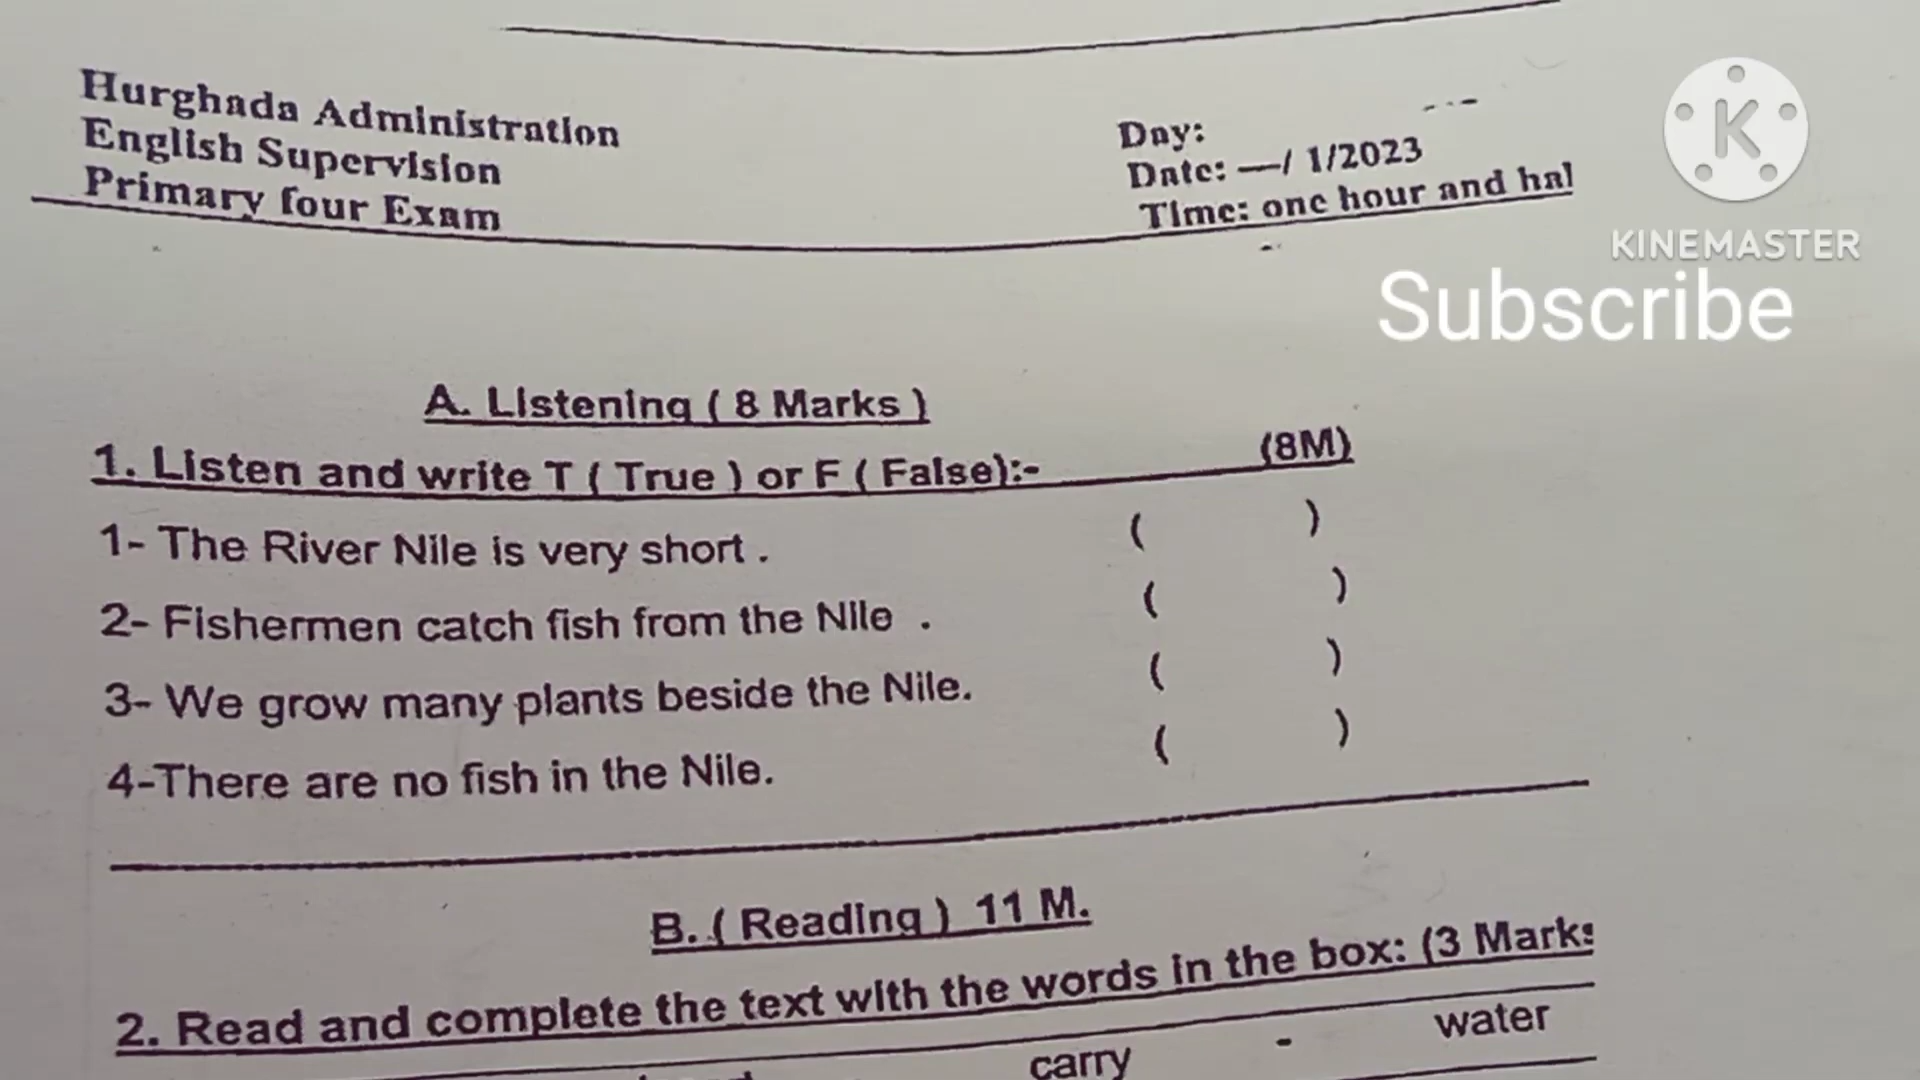 Hurghada Administration
English Supervision
Primary four Exam
Day:
Date: —/ 1/2023
Time: one hour and hal
KINEMASTER
Subscribe
A. Listening ( 8 Marks )
1. Listen and write T ( True ) or F ( False):- (8M)
1- The River Nile is very short . ( )
2- Fishermen catch fish from the Nile . ( )
3- We grow many plants beside the Nile. ( )
4-There are no fish in the Nile. ( )
B. ( Reading ) 11 M.
2. Read and complete the text with the words in the box: (3 Marks
carry - water